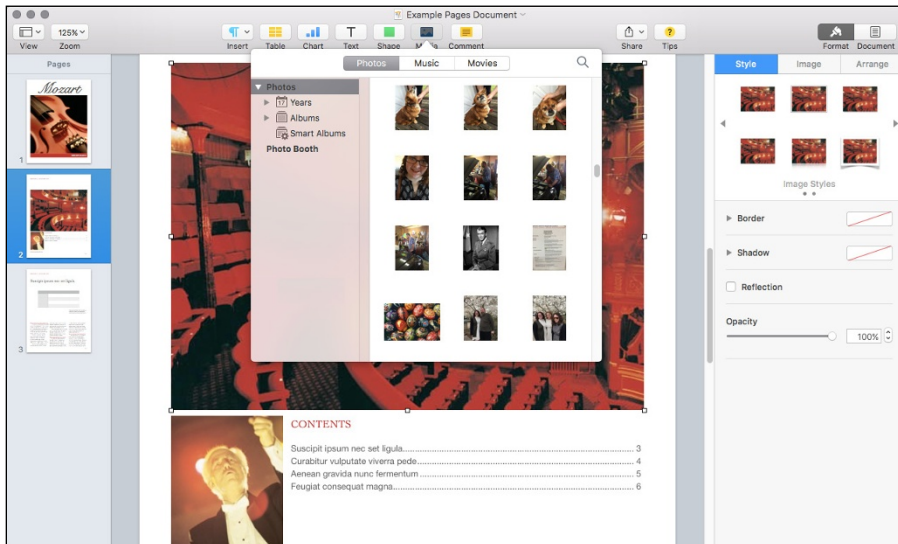 Example Pages Document
125%
View
Zoom
Insert
Table
Chart
Text
Shape
Comment
Share
Tips
Format
Document
Pages
Photos
Music
Movies
Style
Image
Arrange
Photos
17
Years
Albums
Smart Albums
Photo Booth
Mozart
1
2
3
Image Styles
Border
Shadow
Reflection
Opacity
100%
CONTENTS
Suscipit ipsum nec set ligula 3
Curabitur vulputate viverra pede 4
Aenean gravida nunc fermentum 5
Feugiat consequat magna 6